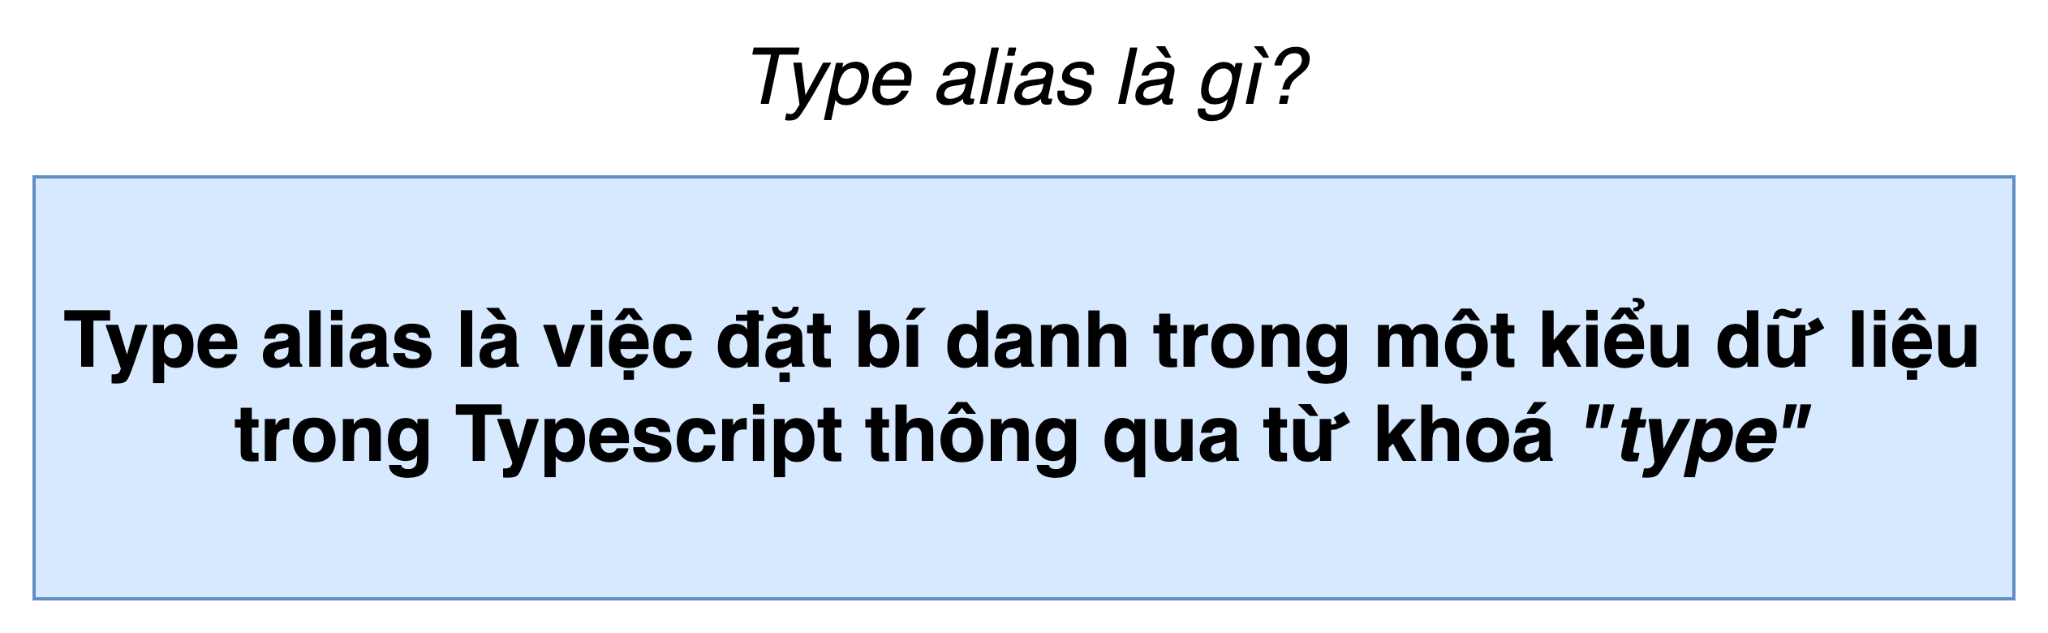 Type alias là gì?
Type alias là việc đặt bí danh trong một kiểu dữ liệu
trong Typescript thông qua từ khoá "type"